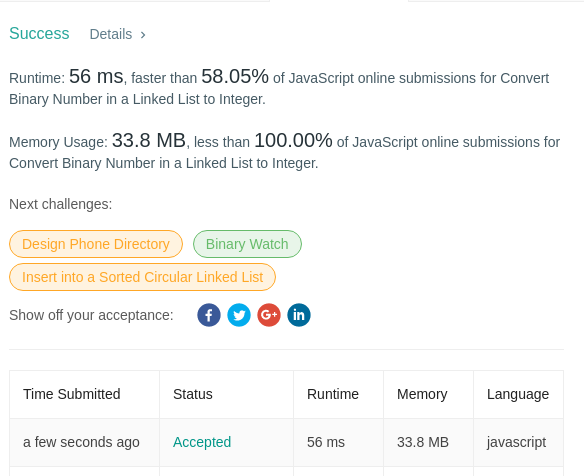 Success Details >
Runtime: 56 ms, faster than 58.05% of JavaScript online submissions for Convert
Binary Number in a Linked List to Integer.
Memory Usage: 33.8 MB, less than 100.00% of JavaScript online submissions for
Convert Binary Number in a Linked List to Integer.
Next challenges:
Design Phone Directory Binary Watch
Insert into a Sorted Circular Linked List
Show off your acceptance: f G+ in
Time Submitted Status Runtime Memory Language
a few seconds ago Accepted 56 ms 33.8 MB javascript